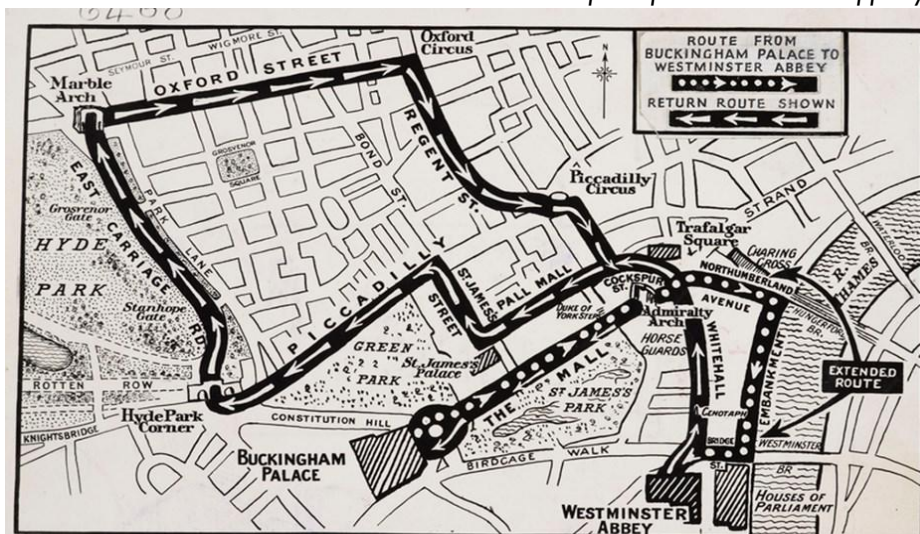 6460
Oxford
Circus
WIGMORE ST.
SEYMOUR ST.
OXFORD STREET
Marble
Arch
ROUTE FROM
BUCKINGHAM PALACE TO
WESTMINSTER ABBEY
RETURN ROUTE SHOWN
N
GROSVENOR
SQUARE
BOND
ST.
REGENT ST.
Piccadilly
Circus
STRAND
WATERLOO
BR.
EAST CARRIAGE RD.
PARK
LANE
Grosvenor
Gate
HYDE
PARK
Stanhope
Gate
Trafalgar
Square
CHARING
CROSS
R.
THAMES
NORTHUMBERLAND
AVENUE
HUNGERFORD
BR.
COCKSPUR
ST.
PICCADILLY
ST JAMES'S
STREET
PALL MALL
DUKE OF
YORK STEPS
Admiralty
Arch
HORSE
GUARDS
WHITEHALL
EMBANKMENT
EXTENDED
ROUTE
GREEN
PARK
St. James's
Palace
THE MALL
ST JAMES'S
PARK
CENOTAPH
ROTTEN ROW
Hyde Park
Corner
CONSTITUTION HILL
KNIGHTSBRIDGE
BRIDGE
ST.
WESTMINSTER
BR
BUCKINGHAM
PALACE
BIRDCAGE WALK
HOUSES OF
PARLIAMENT
WESTMINSTER
ABBEY